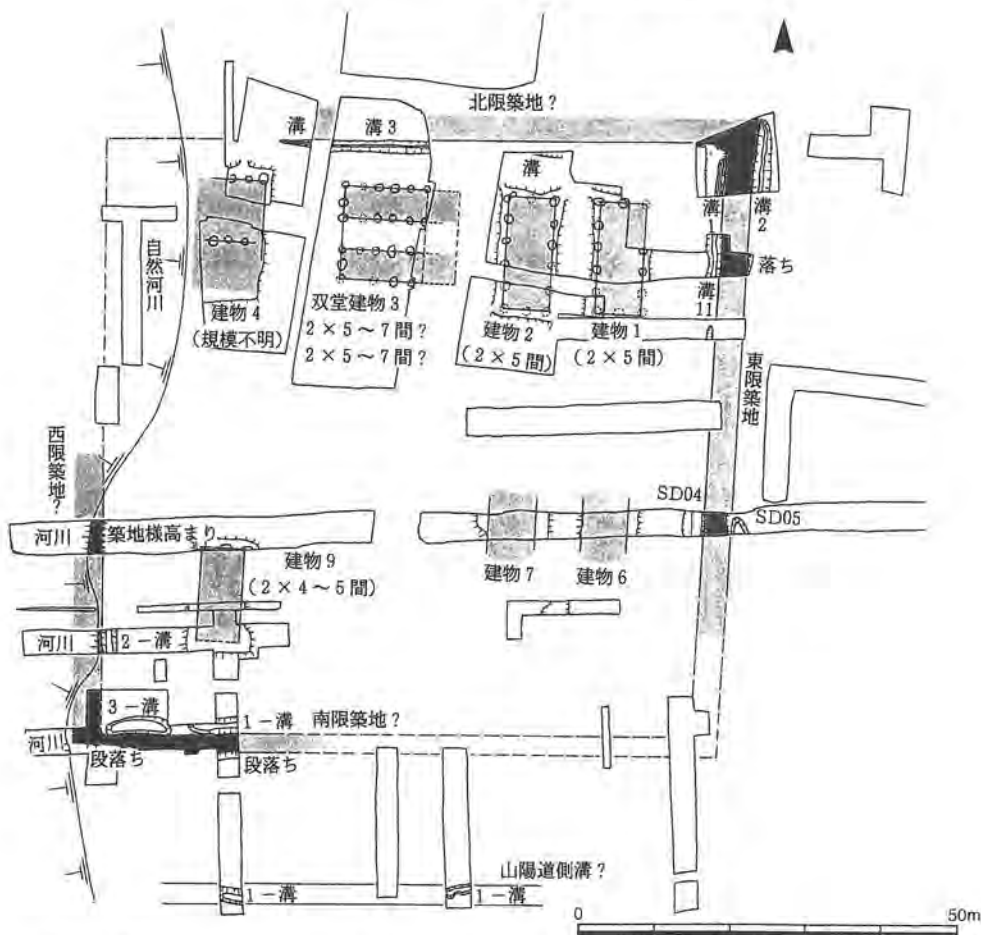 北限築地?
溝
溝3
溝
溝
溝
2
落ち
溝
11
自然河川
建物4
(規模不明)
双堂建物3
2×5~7間?
2×5~7間?
建物2
(2×5間)
建物1
(2×5間)
東限築地
西限築地?
SD04
SD05
河川
築地様高まり
建物9
(2×4~5間)
建物7
建物6
河川
2-溝
3-溝
1-溝
南限築地?
河川
段落ち
段落ち
山陽道側溝?
1-溝
1-溝
0
50m